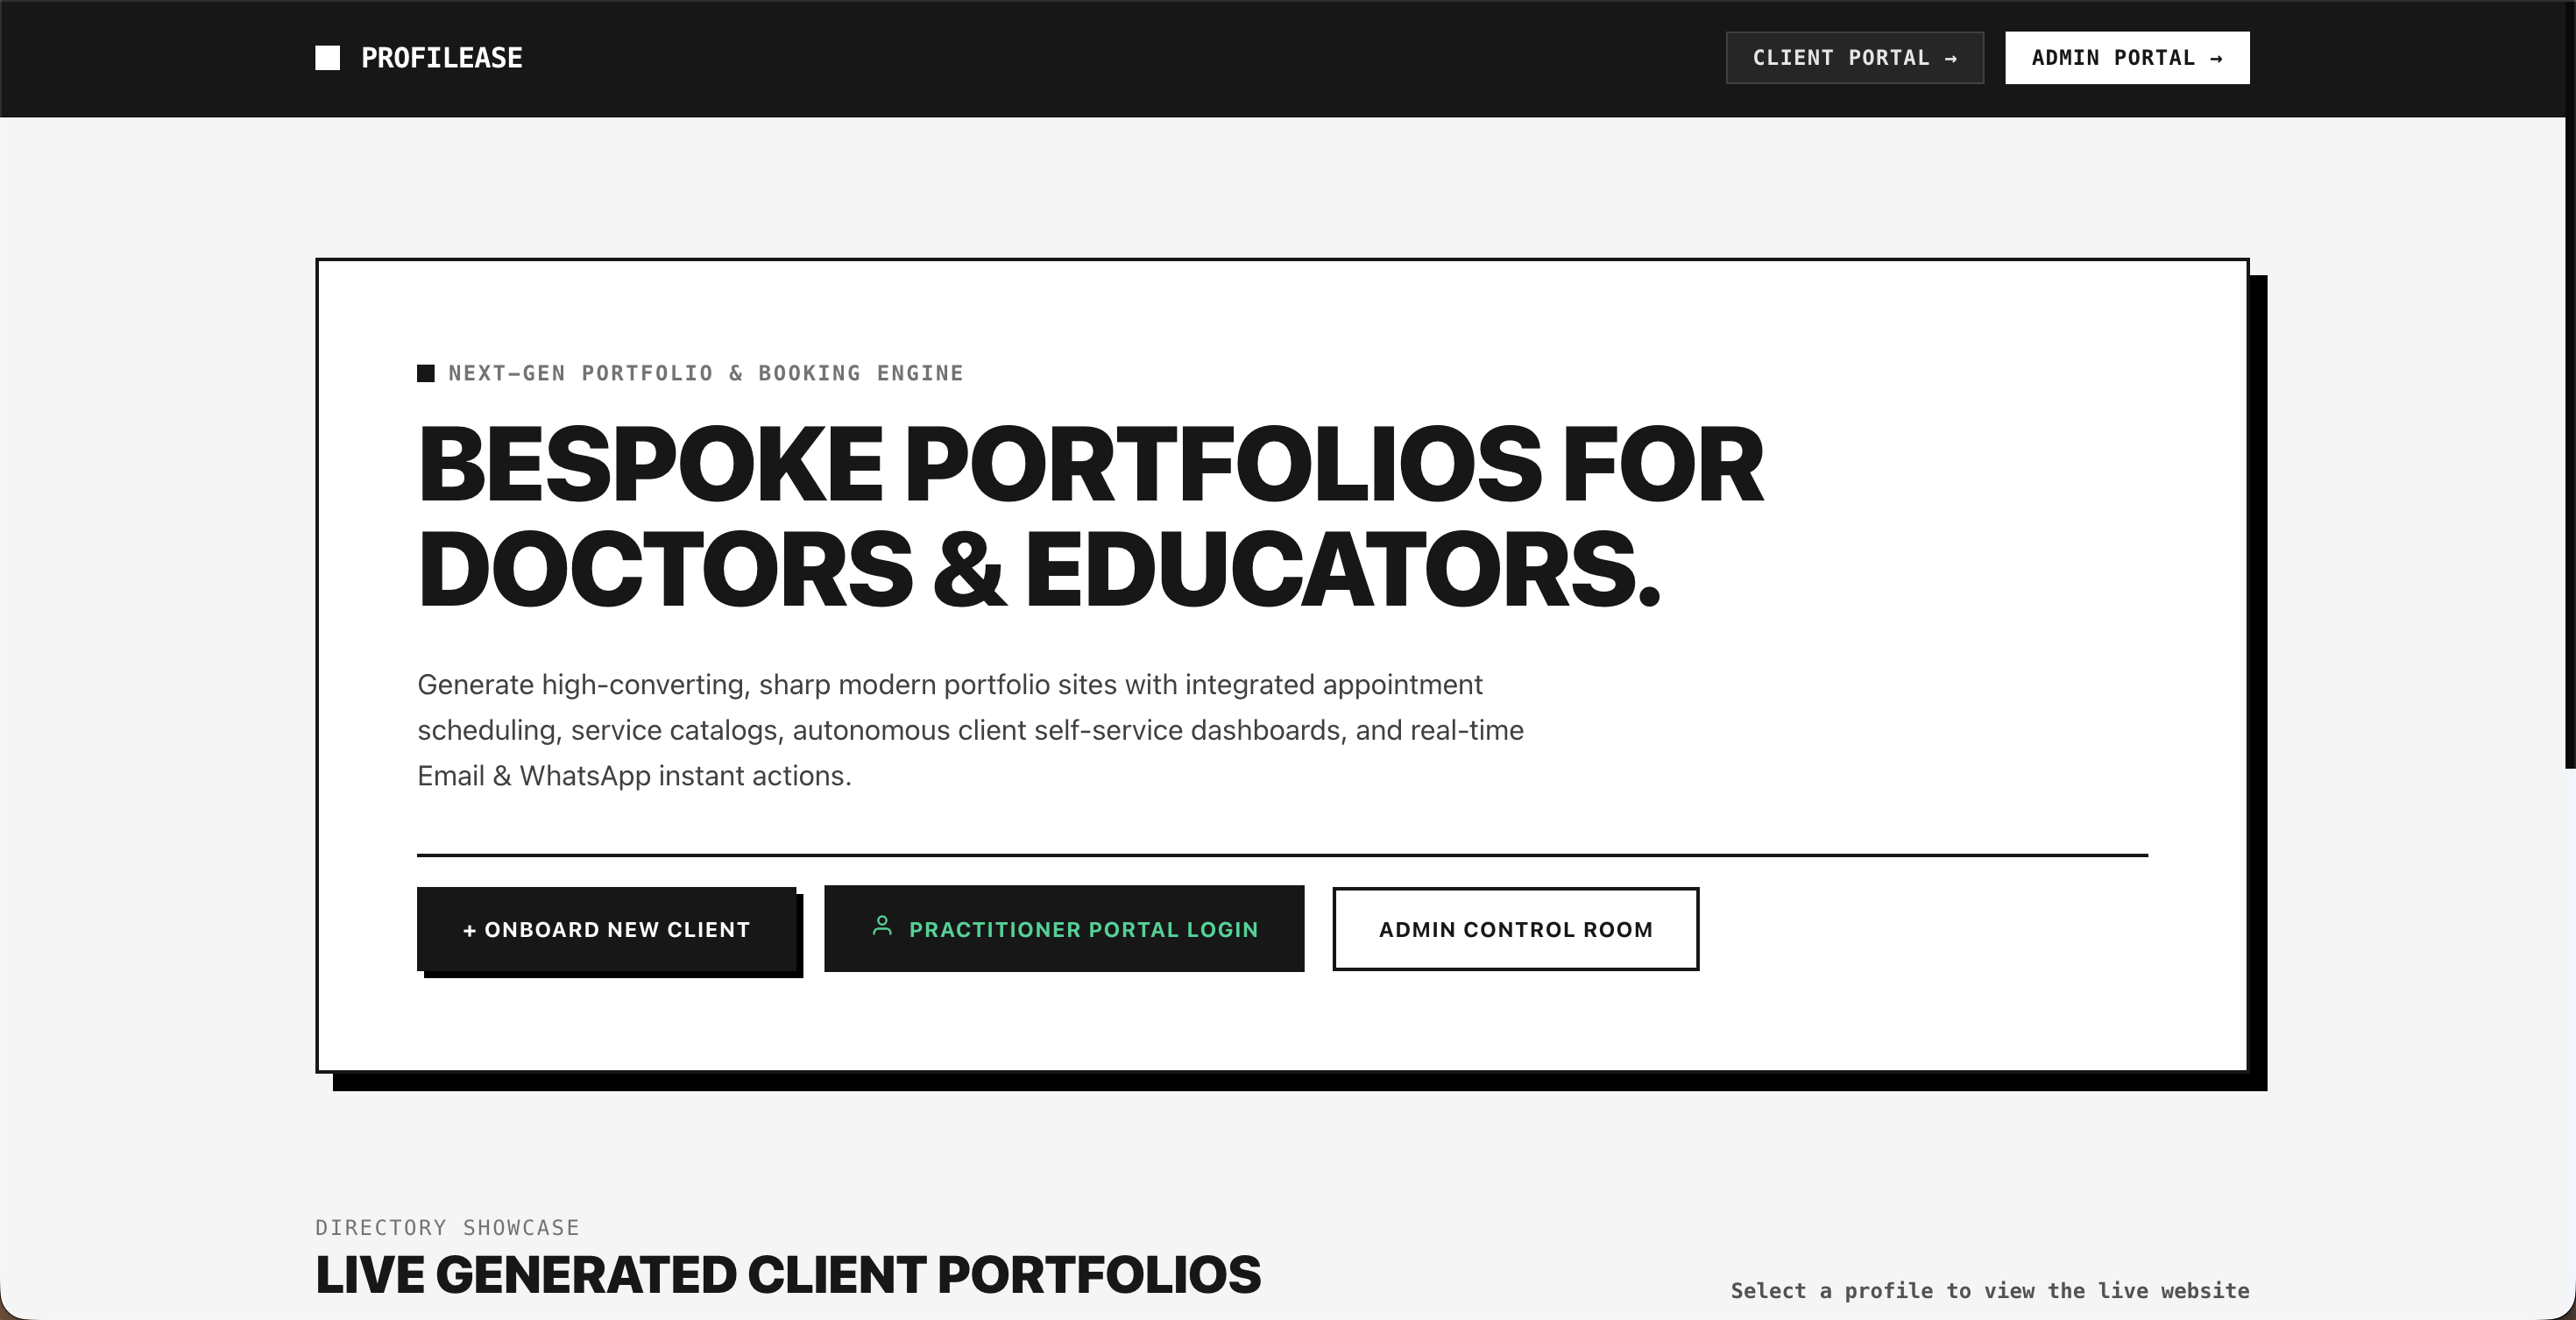 PROFILEASE
CLIENT PORTAL →
ADMIN PORTAL →
NEXT-GEN PORTFOLIO & BOOKING ENGINE
BESPOKE PORTFOLIOS FOR
DOCTORS & EDUCATORS.
Generate high-converting, sharp modern portfolio sites with integrated appointment
scheduling, service catalogs, autonomous client self-service dashboards, and real-time
Email & WhatsApp instant actions.
+ ONBOARD NEW CLIENT
PRACTITIONER PORTAL LOGIN
ADMIN CONTROL ROOM
DIRECTORY SHOWCASE
LIVE GENERATED CLIENT PORTFOLIOS
Select a profile to view the live website